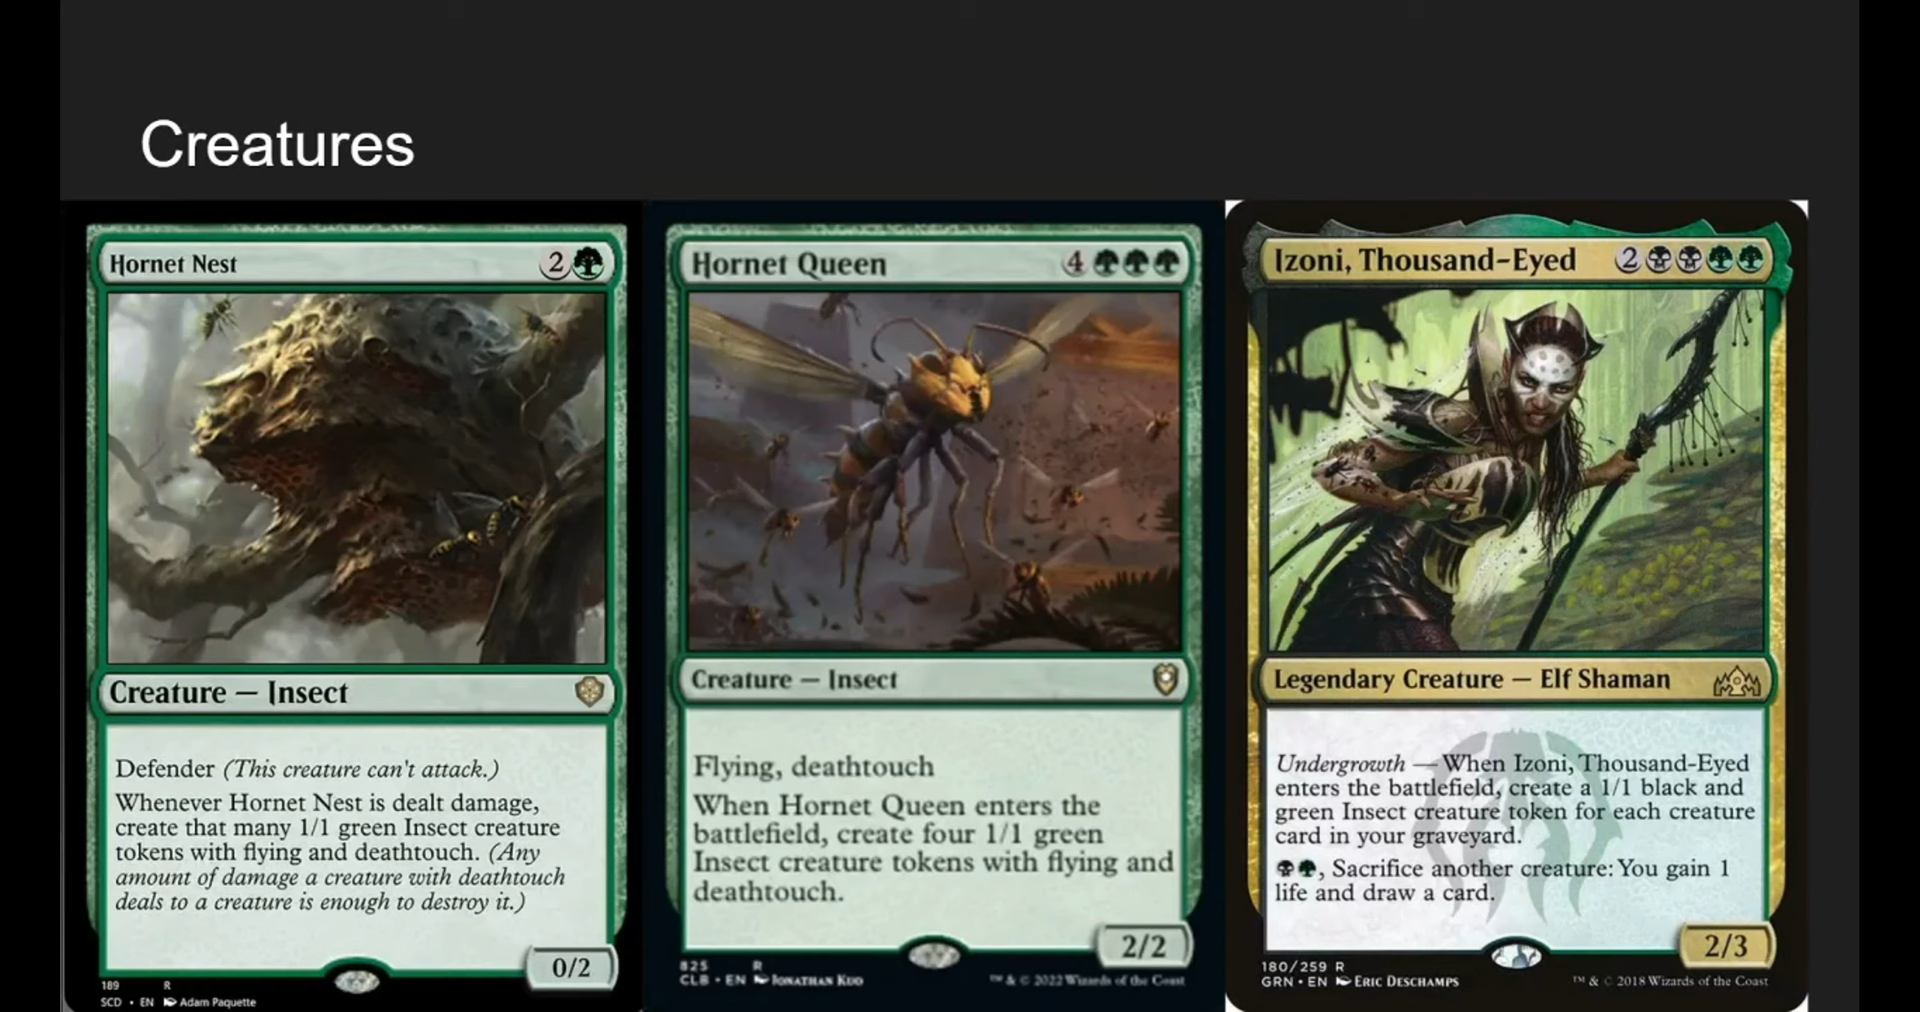 Creatures
Hornet Nest 2
Creature — Insect
Defender (This creature can't attack.)
Whenever Hornet Nest is dealt damage,
create that many 1/1 green Insect creature
tokens with flying and deathtouch. (Any
amount of damage a creature with deathtouch
deals to a creature is enough to destroy it.)
0/2
189 R
SCD • EN Adam Paquette
Hornet Queen 4
Creature — Insect
Flying, deathtouch
When Hornet Queen enters the
battlefield, create four 1/1 green
Insect creature tokens with flying and
deathtouch.
2/2
825 R
CLB • EN Jonathan Kuo
™ & © 2022 Wizards of the Coast
Izoni, Thousand-Eyed 2
Legendary Creature — Elf Shaman
Undergrowth — When Izoni, Thousand-Eyed
enters the battlefield, create a 1/1 black and
green Insect creature token for each creature
card in your graveyard.
, Sacrifice another creature: You gain 1
life and draw a card.
2/3
180/259 R
GRN • EN Eric Deschamps
™ & © 2018 Wizards of the Coast